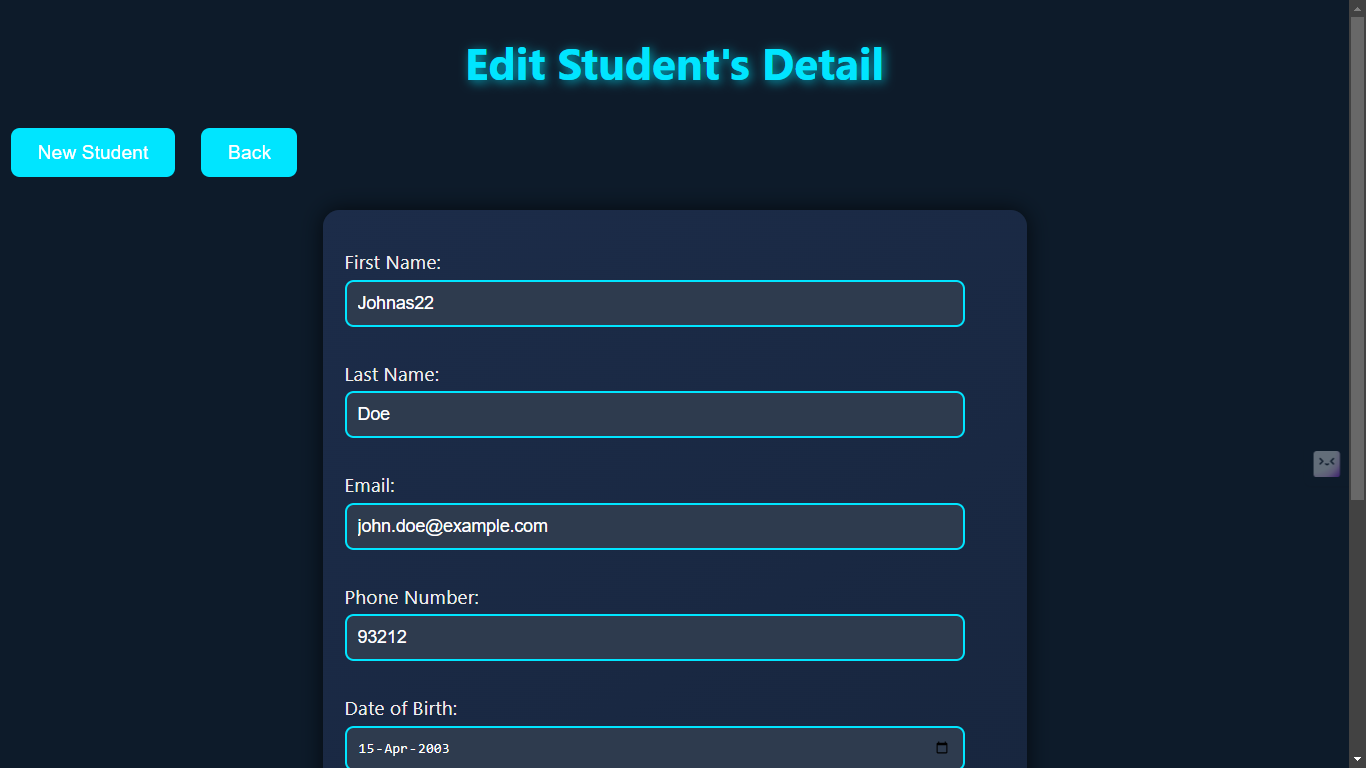 Edit Student's Detail
New Student
Back
First Name:
Johnas22
Last Name:
Doe
Email:
john.doe@example.com
Phone Number:
93212
Date of Birth:
15-Apr-2003